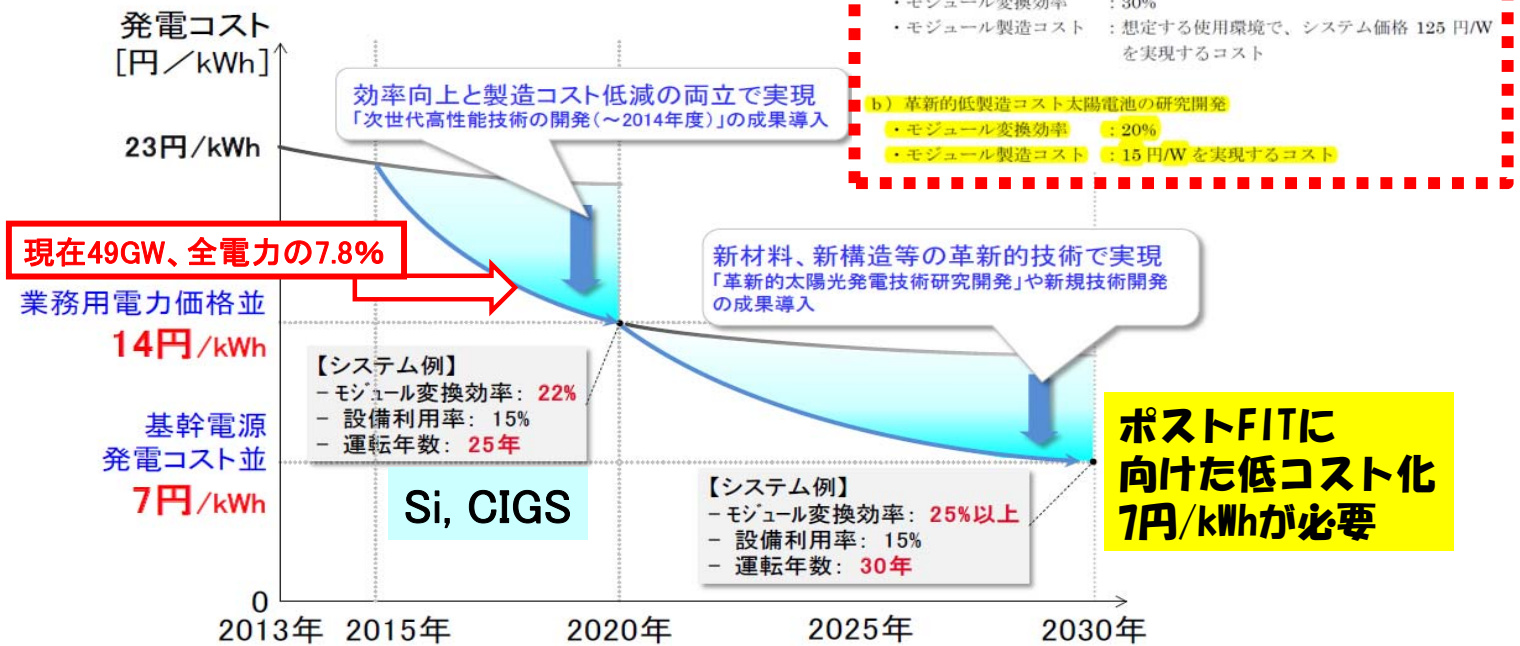 発電コスト
[円／kWh]
・モジュール変換効率 ：30%
・モジュール製造コスト ：想定する使用環境で、システム価格 125 円/W
を実現するコスト
b）革新的低製造コスト太陽電池の研究開発
・モジュール変換効率 ：20%
・モジュール製造コスト ：15 円/W を実現するコスト
効率向上と製造コスト低減の両立で実現
「次世代高性能技術の開発（～2014年度）」の成果導入
23円/kWh
現在49GW、全電力の7.8%
新材料、新構造等の革新的技術で実現
「革新的太陽光発電技術研究開発」や新規技術開発
の成果導入
業務用電力価格並
14円/kWh
【システム例】
－モジュール変換効率： 22%
－ 設備利用率： 15%
－ 運転年数： 25年
基幹電源
発電コスト並
7円/kWh
Si, CIGS
【システム例】
－モジュール変換効率： 25%以上
－ 設備利用率： 15%
－ 運転年数： 30年
ポストFITに
向けた低コスト化
7円/kWhが必要
0
2013年 2015年 2020年 2025年 2030年